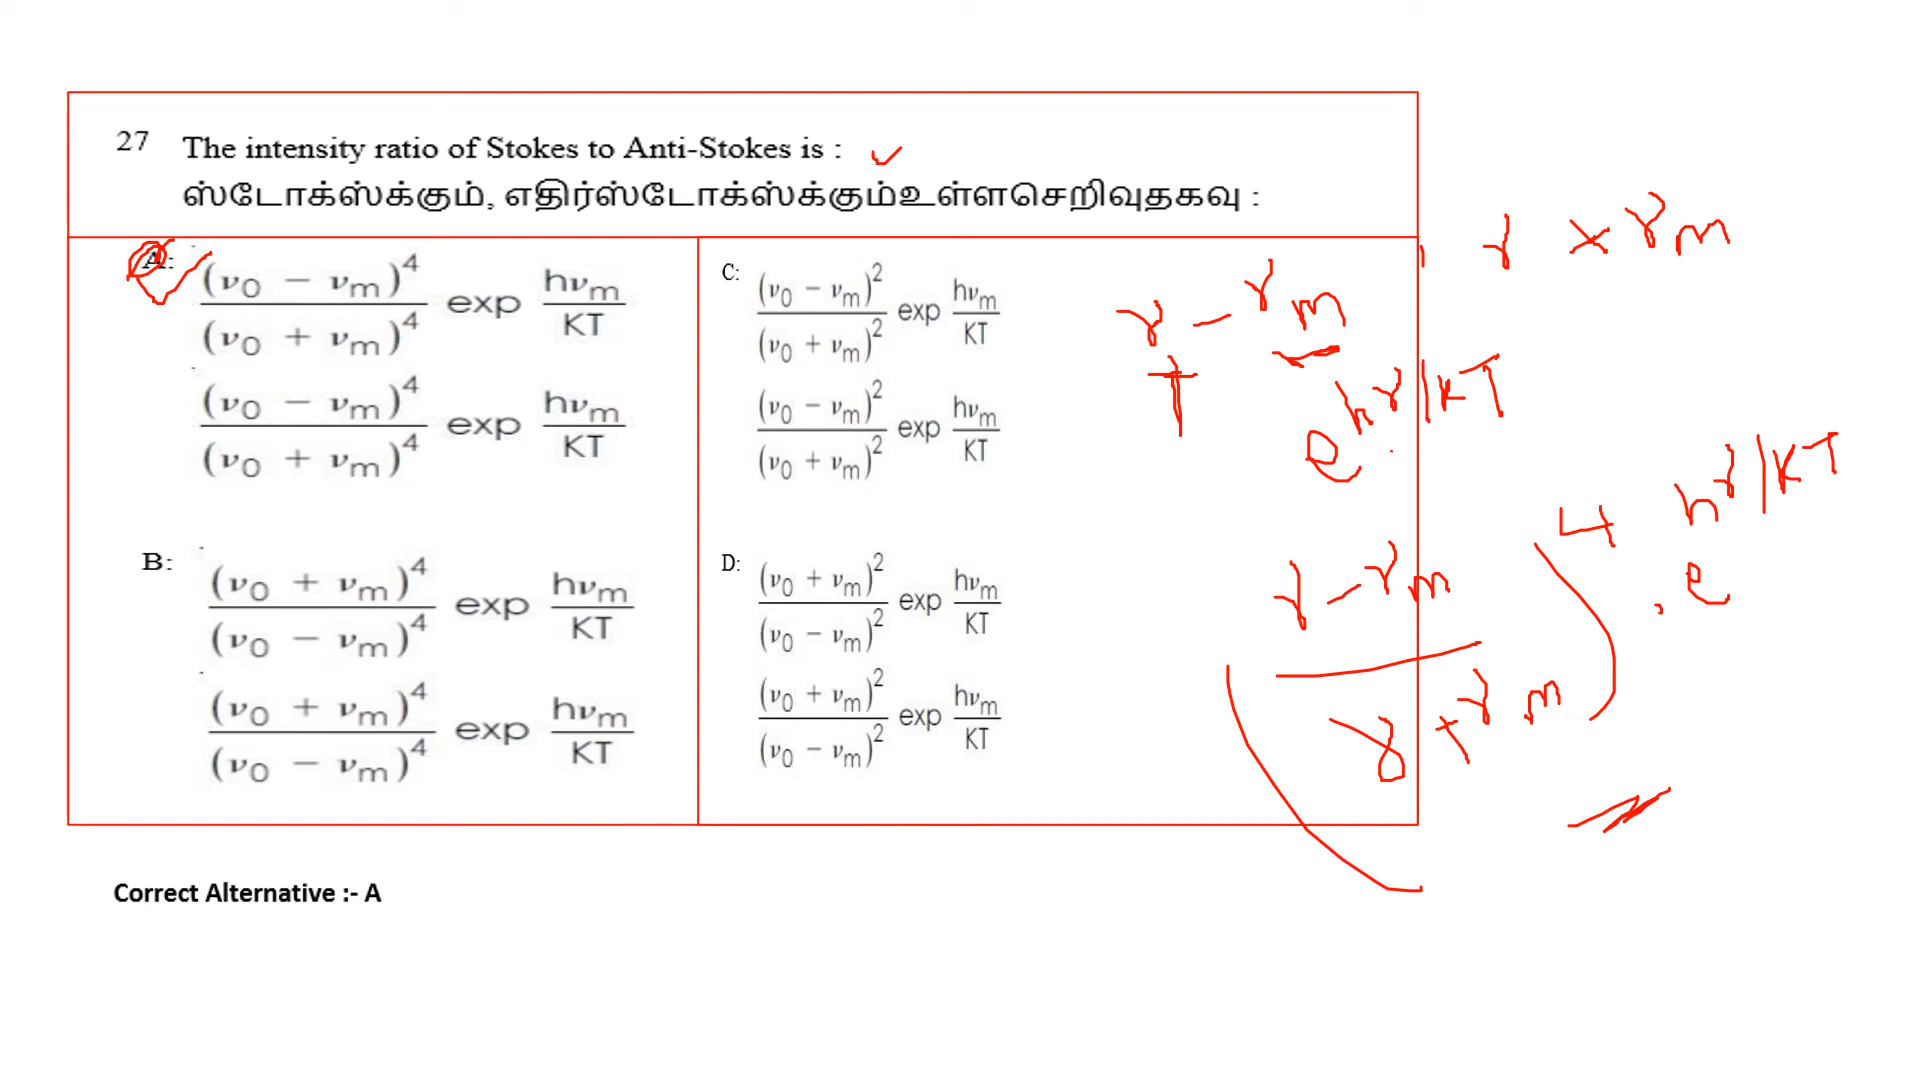 27 The intensity ratio of Stokes to Anti-Stokes is :
ஸ்டோக்ஸ்க்கும், எதிர்ஸ்டோக்ஸ்க்கும்உள்ளசெறிவுதகவு :
A: (ν0 − νm)^4 / (ν0 + νm)^4 exp hνm / KT
(ν0 − νm)^4 / (ν0 + νm)^4 exp hνm / KT
B: (ν0 + νm)^4 / (ν0 − νm)^4 exp hνm / KT
(ν0 + νm)^4 / (ν0 − νm)^4 exp hνm / KT
C: (ν0 − νm)^2 / (ν0 + νm)^2 exp hνm / KT
(ν0 − νm)^2 / (ν0 + νm)^2 exp hνm / KT
D: (ν0 + νm)^2 / (ν0 − νm)^2 exp hνm / KT
(ν0 + νm)^2 / (ν0 − νm)^2 exp hνm / KT
Correct Alternative :- A